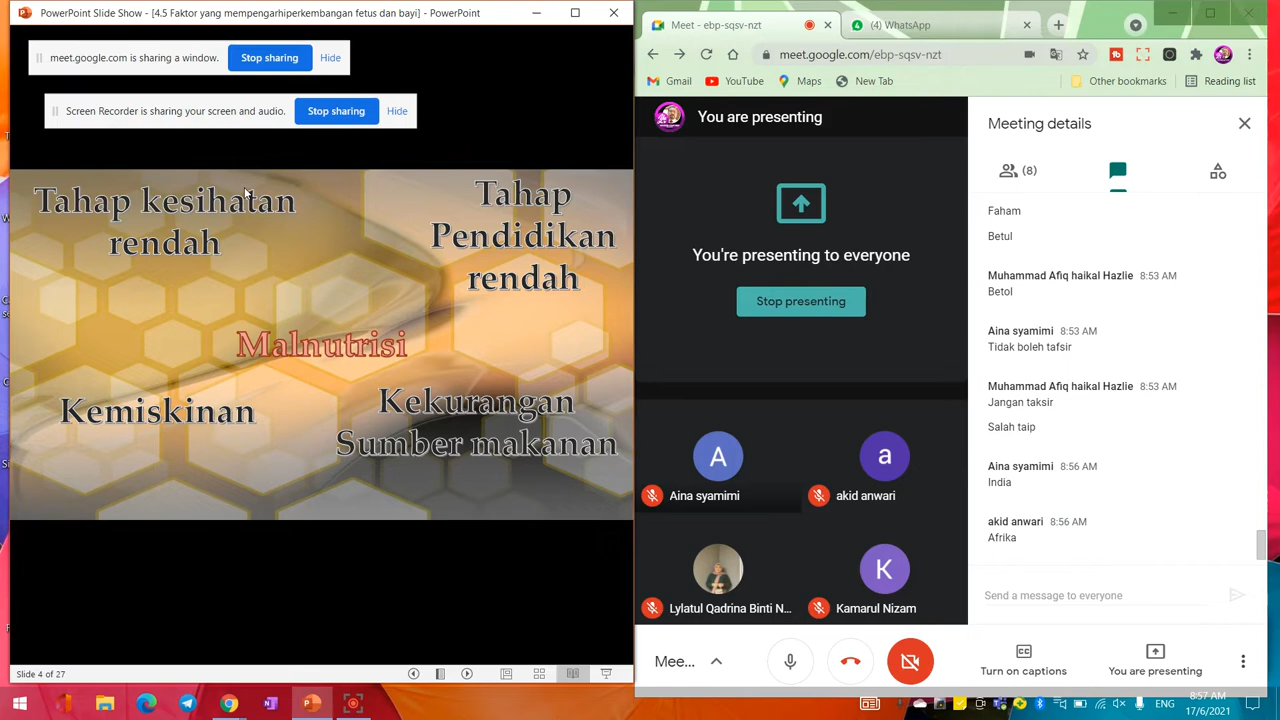 PowerPoint Slide Show - [4.5 Faktor yang mempengarhiperkembangan fetus dan bayi] - PowerPoint
meet.google.com is sharing a window.
Stop sharing
Hide
Screen Recorder is sharing your screen and audio.
Stop sharing
Hide
Tahap kesihatan
rendah
Tahap
Pendidikan
rendah
Malnutrisi
Kemiskinan
Kekurangan
Sumber makanan
Slide 4 of 27
Meet - ebp-sqsv-nzt
(4) WhatsApp
meet.google.com/ebp-sqsv-nzt
Gmail
YouTube
Maps
New Tab
Other bookmarks
Reading list
You are presenting
You're presenting to everyone
Stop presenting
A
Aina syamimi
a
akid anwari
Lylatul Qadrina Binti N...
K
Kamarul Nizam
Mee...
Meeting details
(8)
Faham
Betul
Muhammad Afiq haikal Hazlie 8:53 AM
Betol
Aina syamimi 8:53 AM
Tidak boleh tafsir
Muhammad Afiq haikal Hazlie 8:53 AM
Jangan taksir
Salah taip
Aina syamimi 8:56 AM
India
akid anwari 8:56 AM
Afrika
Send a message to everyone
Turn on captions
You are presenting
ENG
8:57 AM
17/6/2021